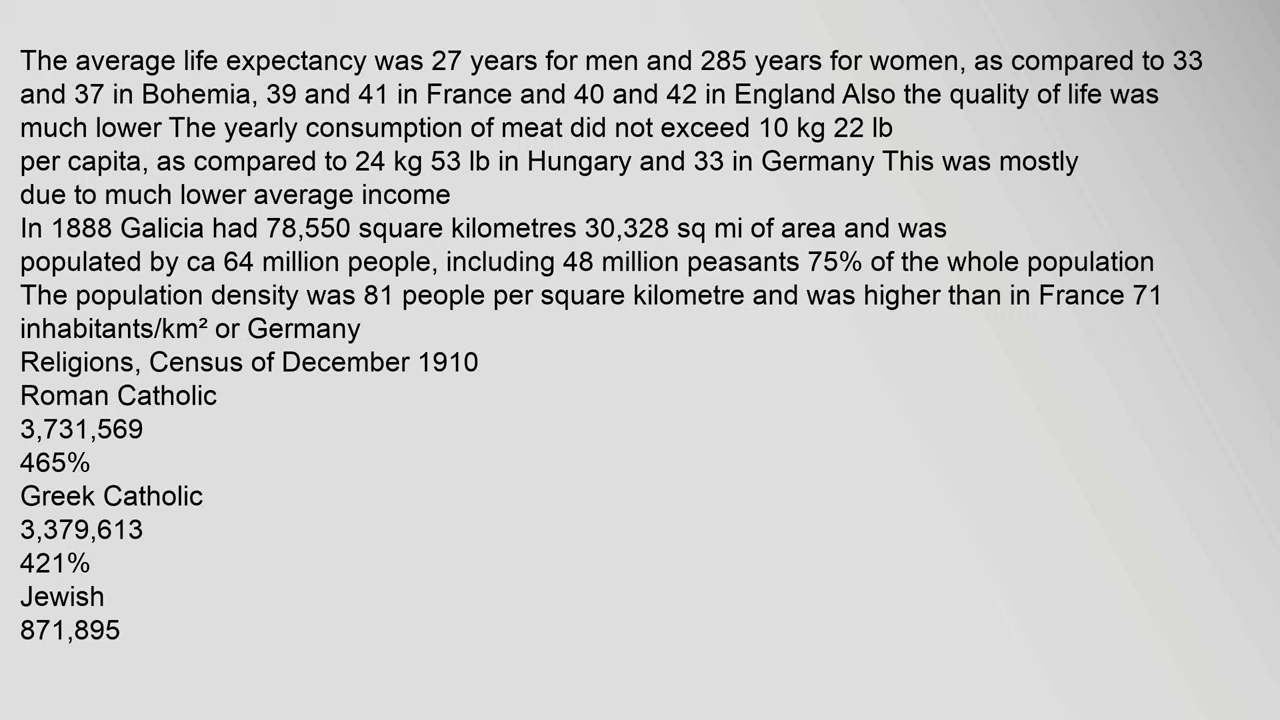 The average life expectancy was 27 years for men and 285 years for women, as compared to 33
and 37 in Bohemia, 39 and 41 in France and 40 and 42 in England Also the quality of life was
much lower The yearly consumption of meat did not exceed 10 kg 22 lb
per capita, as compared to 24 kg 53 lb in Hungary and 33 in Germany This was mostly
due to much lower average income
In 1888 Galicia had 78,550 square kilometres 30,328 sq mi of area and was
populated by ca 64 million people, including 48 million peasants 75% of the whole population
The population density was 81 people per square kilometre and was higher than in France 71
inhabitants/km² or Germany
Religions, Census of December 1910
Roman Catholic
3,731,569
465%
Greek Catholic
3,379,613
421%
Jewish
871,895